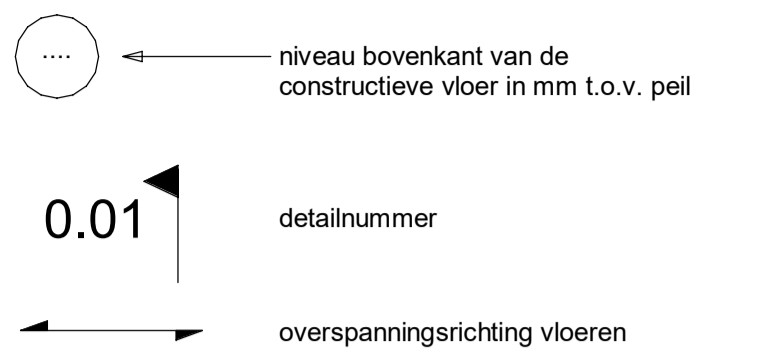 ....
niveau bovenkant van de
constructieve vloer in mm t.o.v. peil
0.01
detailnummer
overspanningsrichting vloeren